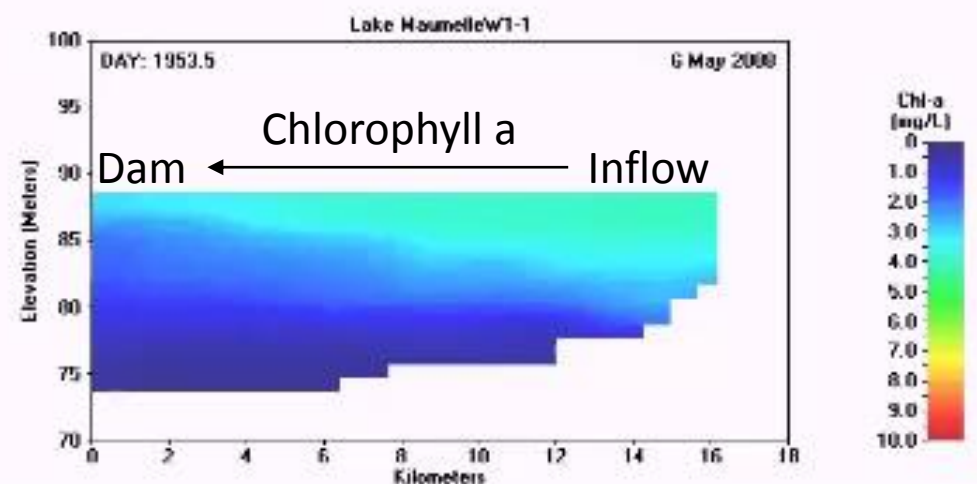 Lake MaumelleW1-1
DAY: 1953.5
6 May 2008
Chlorophyll a
Dam
Inflow
Elevation (Meters)
100
95
90
85
80
75
70
0 2 4 6 8 10 12 14 16 18
Kilometers
Chl-a
(mg/L)
0
1.0
2.0
3.0
4.0
5.0
6.0
7.0
8.0
9.0
10.0